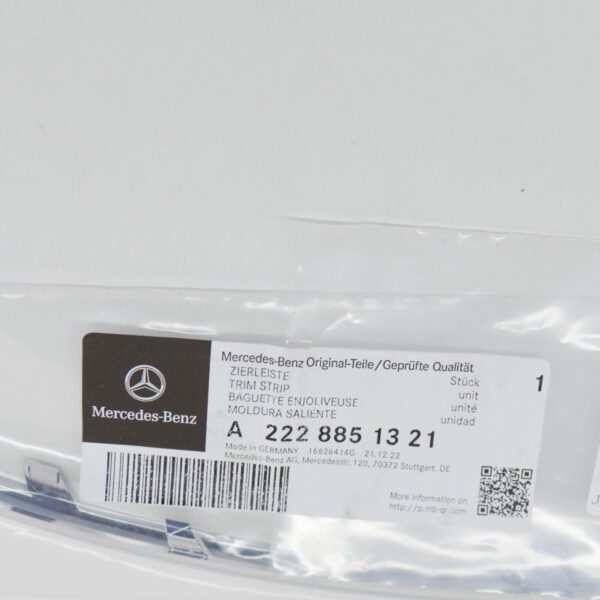 Mercedes-Benz
Mercedes-Benz Original-Teile/Geprüfte Qualität
ZIERLEISTE Stück 1
TRIM STRIP unit
BAGUETTE ENJOLIVEUSE unité
MOLDURA SALIENTE unidad
A 222 885 13 21
Made in GERMANY 16626414G 21.12.22
Mercedes-Benz AG, Mercedesstr.120, 70372 Stuttgart, DE
More information on
http://p.mb-qr.com
J